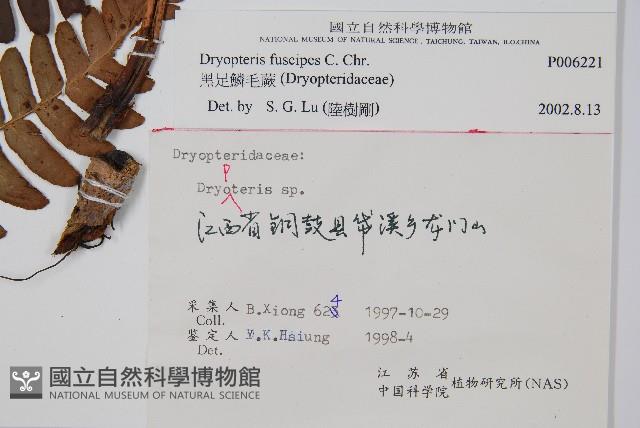 國立自然科學博物館
NATIONAL MUSEUM OF NATURAL SCIENCE, TAICHUNG, TAIWAN, R.O.CHINA
Dryopteris fuscipes C. Chr. P006221
黑足鱗毛蕨 (Dryopteridaceae)
Det. by S. G. Lu (陸樹剛) 2002.8.13
Dryopteridaceae:
P
Dryoteris sp.
江西省铜鼓县带溪乡龙门山
采集人 B.Xiong 624 1997-10-29
Coll.
鉴定人 Y.K.Hsiung 1998-4
Det.
江苏省
中国科学院 植物研究所(NAS)
國立自然科學博物館
NATIONAL MUSEUM OF NATURAL SCIENCE